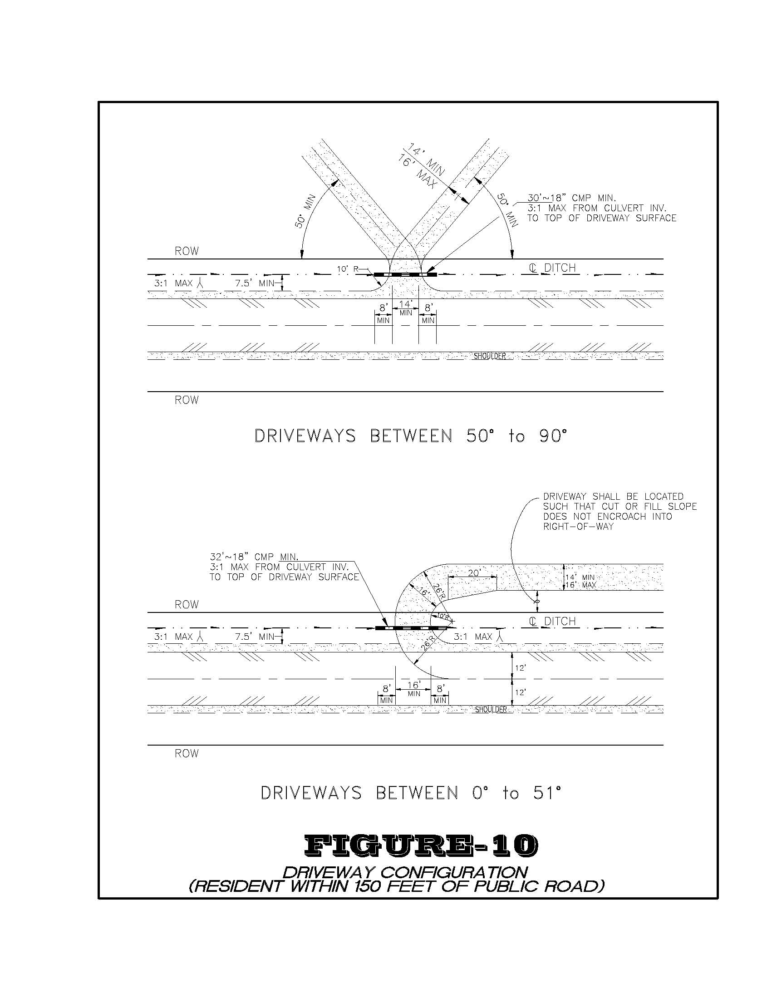 14' MIN
16' MAX
50° MIN
50° MIN
30'~18" CMP MIN.
3:1 MAX FROM CULVERT INV.
TO TOP OF DRIVEWAY SURFACE
ROW
10' R
℄ DITCH
3:1 MAX
7.5' MIN
8'
MIN
14'
MIN
8'
MIN
SHOULDER
ROW
DRIVEWAYS BETWEEN 50° to 90°
DRIVEWAY SHALL BE LOCATED
SUCH THAT CUT OR FILL SLOPE
DOES NOT ENCROACH INTO
RIGHT-OF-WAY
32'~18" CMP MIN.
3:1 MAX FROM CULVERT INV.
TO TOP OF DRIVEWAY SURFACE
20'
14' MIN
16' MAX
16'
26'R
10'R
ROW
℄ DITCH
3:1 MAX
7.5' MIN
26'R
3:1 MAX
12'
12'
8'
MIN
16'
MIN
8'
MIN
SHOULDER
ROW
DRIVEWAYS BETWEEN 0° to 51°
FIGURE-10
DRIVEWAY CONFIGURATION
(RESIDENT WITHIN 150 FEET OF PUBLIC ROAD)